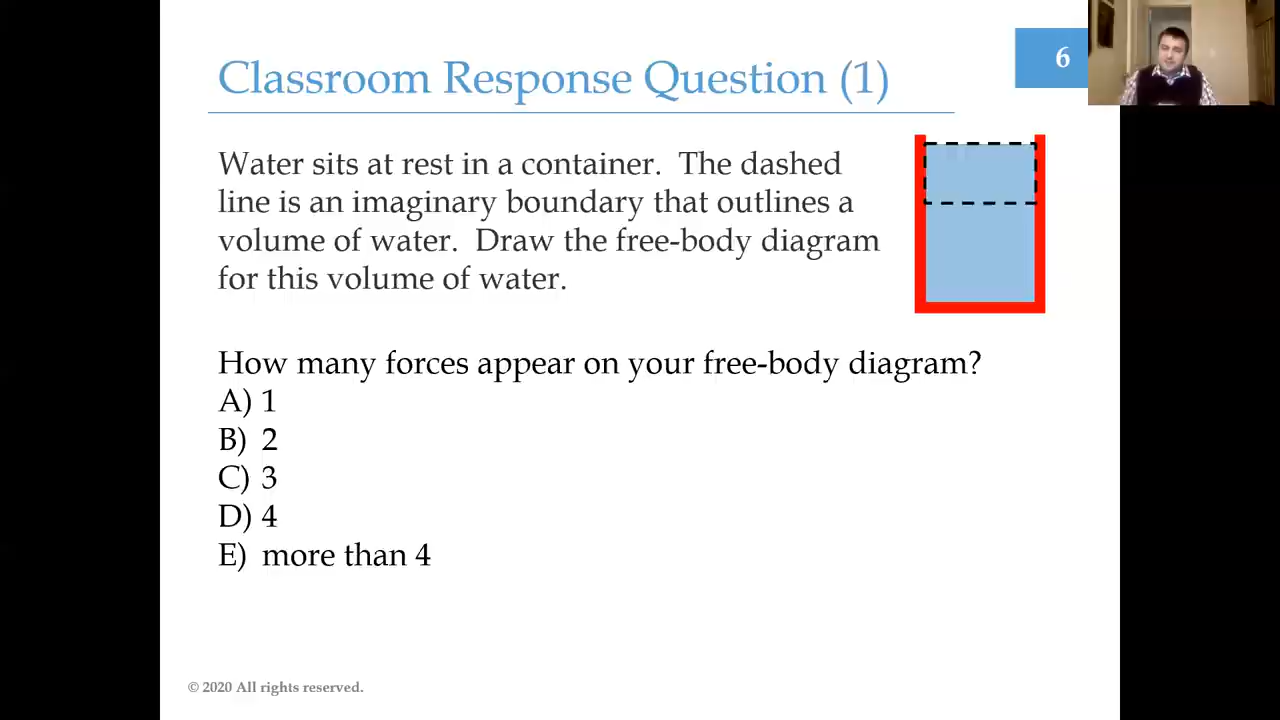 Classroom Response Question (1)
6
Water sits at rest in a container.  The dashed
line is an imaginary boundary that outlines a
volume of water.  Draw the free-body diagram
for this volume of water.
How many forces appear on your free-body diagram?
A) 1
B) 2
C) 3
D) 4
E) more than 4
© 2020 All rights reserved.